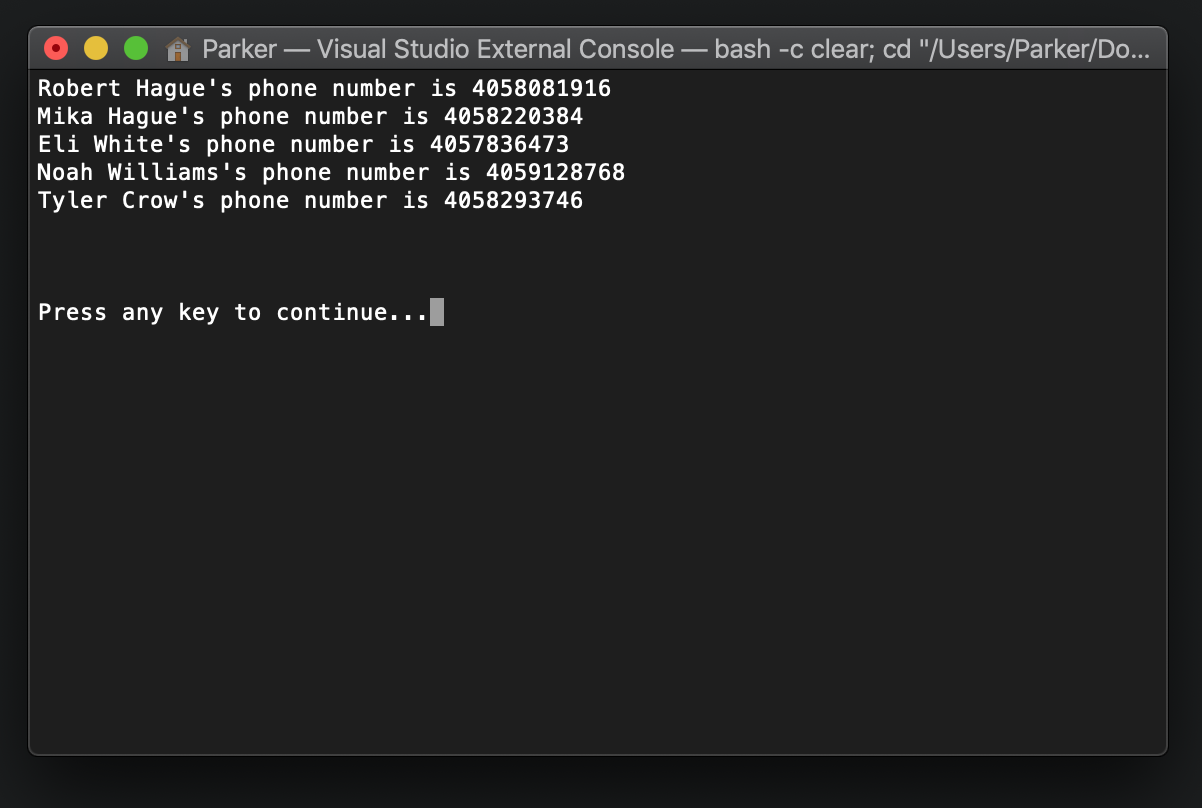 Parker — Visual Studio External Console — bash -c clear; cd "/Users/Parker/Do...
Robert Hague's phone number is 4058081916
Mika Hague's phone number is 4058220384
Eli White's phone number is 4057836473
Noah Williams's phone number is 4059128768
Tyler Crow's phone number is 4058293746
Press any key to continue...